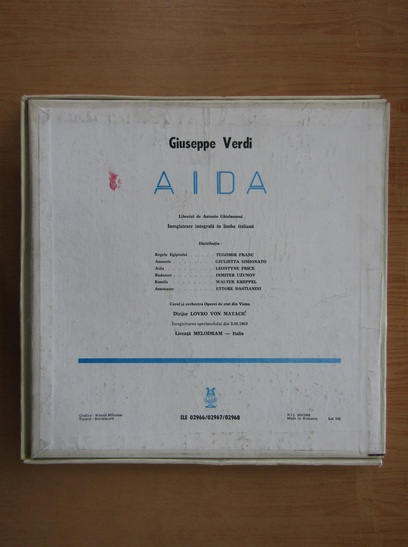 Giuseppe Verdi
AIDA
Libretul de Antonio Ghislanzoni
Înregistrare integrală în limba italiană
Distribuția :
Regele Egiptului . . . TUGOMIR FRANC
Amneris . . . GIULIETTA SIMIONATO
Aida . . . LEONTYNE PRICE
Radames . . . DIMITER UZUNOV
Ramfis . . . WALTER KREPPEL
Amonasro . . . ETTORE BASTIANINI
Corul și orchestra Operei de stat din Viena
Dirijor LOVRO VON MATACIĆ
Înregistrarea spectacolului din
Licență MELODRAM — Italia
Grafica :
Tiparul :
ELE 02966/02967/02968
Made in Romania
Lei